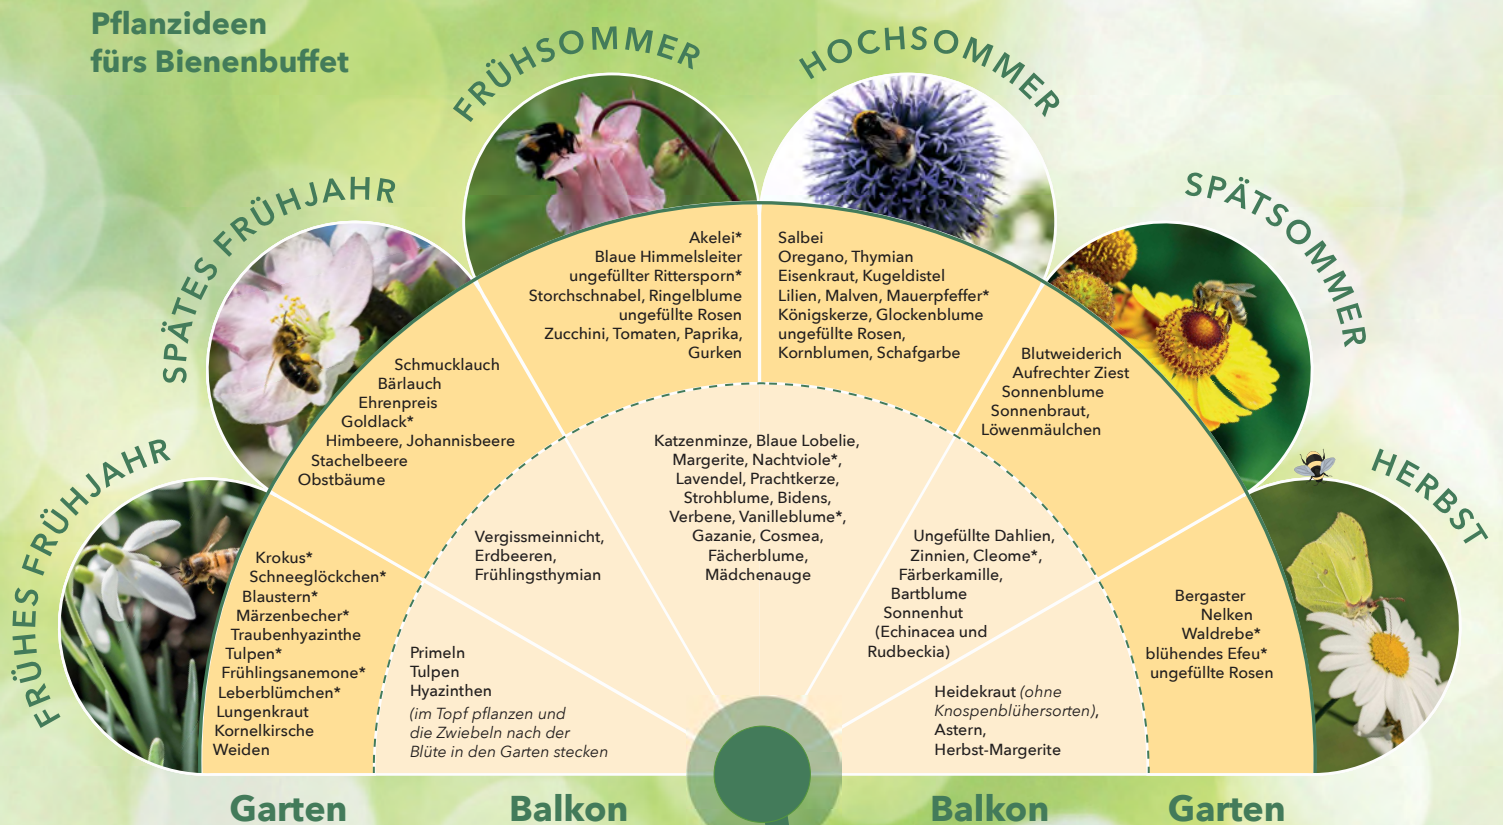 Pflanzideen
fürs Bienenbuffet
FRÜHES FRÜHJAHR
SPÄTES FRÜHJAHR
FRÜHSOMMER
HOCHSOMMER
SPÄTSOMMER
HERBST
Krokus*
Schneeglöckchen*
Blaustern*
Märzenbecher*
Traubenhyazinthe
Tulpen*
Frühlingsanemone*
Leberblümchen*
Lungenkraut
Kornelkirsche
Weiden
Schmucklauch
Bärlauch
Ehrenpreis
Goldlack*
Himbeere, Johannisbeere
Stachelbeere
Obstbäume
Akelei*
Blaue Himmelsleiter
ungefüllter Rittersporn*
Storchschnabel, Ringelblume
ungefüllte Rosen
Zucchini, Tomaten, Paprika,
Gurken
Salbei
Oregano, Thymian
Eisenkraut, Kugeldistel
Lilien, Malven, Mauerpfeffer*
Königskerze, Glockenblume
ungefüllte Rosen,
Kornblumen, Schafgarbe
Blutweiderich
Aufrechter Ziest
Sonnenblume
Sonnenbraut,
Löwenmäulchen
Bergaster
Nelken
Waldrebe*
blühendes Efeu*
ungefüllte Rosen
Primeln
Tulpen
Hyazinthen
(im Topf pflanzen und
die Zwiebeln nach der
Blüte in den Garten stecken
Vergissmeinnicht,
Erdbeeren,
Frühlingsthymian
Katzenminze, Blaue Lobelie,
Margerite, Nachtviole*,
Lavendel, Prachtkerze,
Strohblume, Bidens,
Verbene, Vanilleblume*,
Gazanie, Cosmea,
Fächerblume,
Mädchenauge
Ungefüllte Dahlien,
Zinnien, Cleome*,
Färberkamille,
Bartblume
Sonnenhut
(Echinacea und
Rudbeckia)
Heidekraut (ohne
Knospenblühersorten),
Astern,
Herbst-Margerite
Garten
Balkon
Balkon
Garten